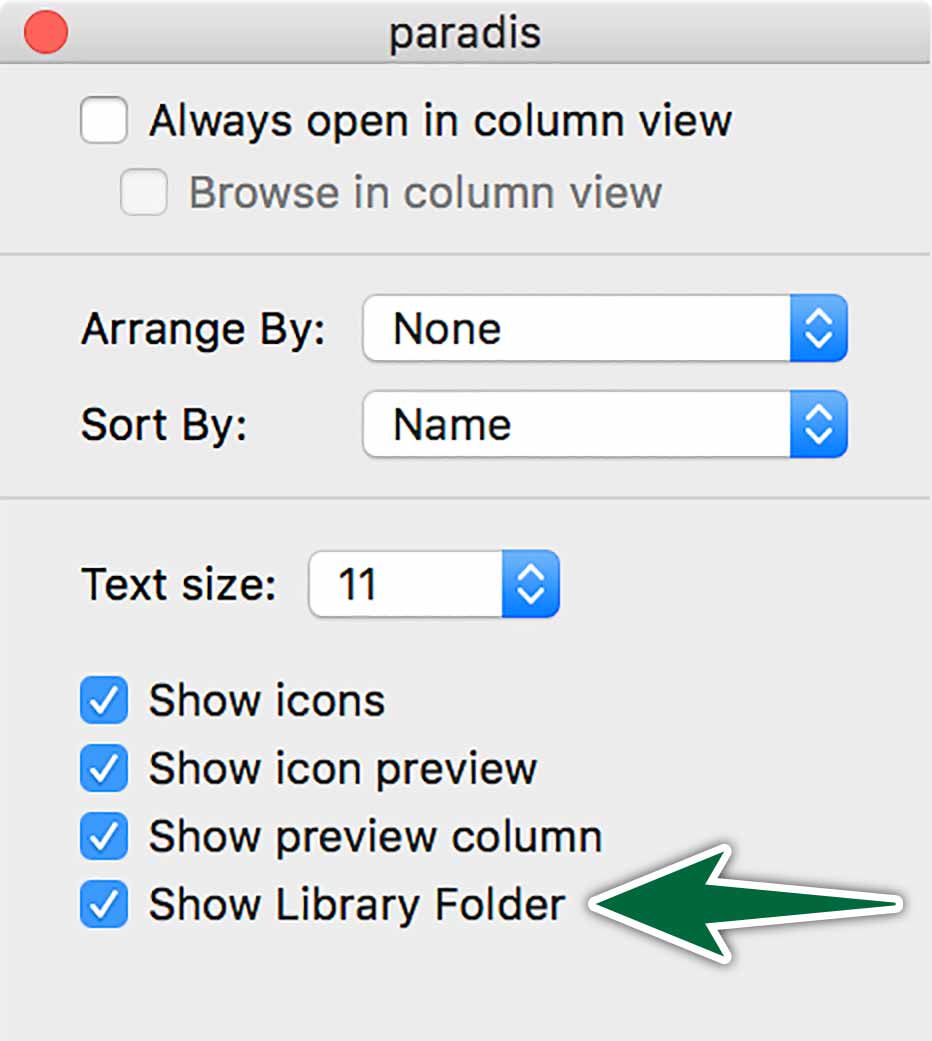 paradis
Always open in column view
Browse in column view
Arrange By: None
Sort By: Name
Text size: 11
Show icons
Show icon preview
Show preview column
Show Library Folder